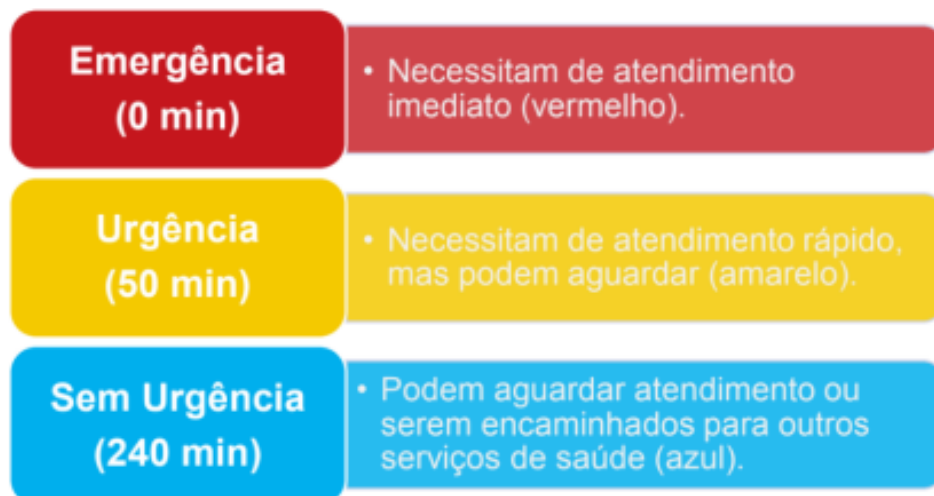 Emergência
(0 min)
• Necessitam de atendimento
imediato (vermelho).
Urgência
(50 min)
• Necessitam de atendimento rápido,
mas podem aguardar (amarelo).
Sem Urgência
(240 min)
• Podem aguardar atendimento ou
serem encaminhados para outros
serviços de saúde (azul).